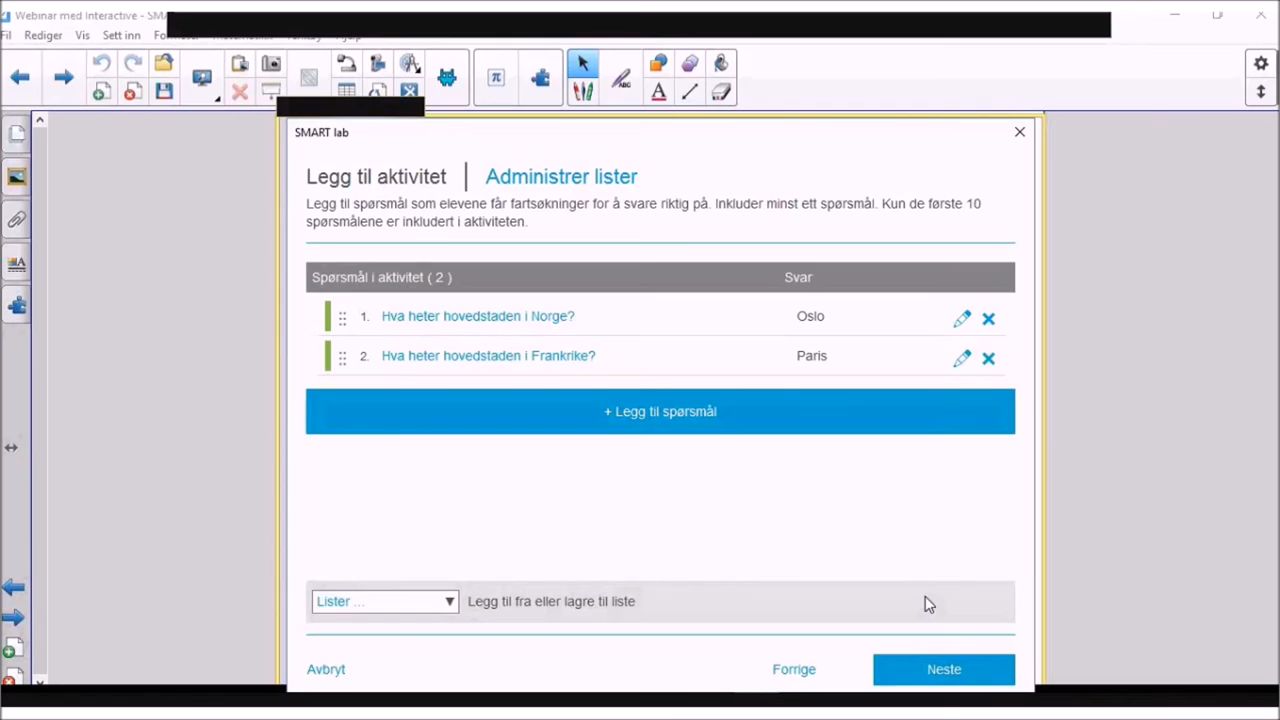 Webinar med Interactive - SMA
Fil Rediger Vis Sett inn
SMART lab
Legg til aktivitet | Administrer lister
Legg til spørsmål som elevene får fartsøkninger for å svare riktig på. Inkluder minst ett spørsmål. Kun de første 10
spørsmålene er inkludert i aktiviteten.
Spørsmål i aktivitet ( 2 ) Svar
1. Hva heter hovedstaden i Norge? Oslo
2. Hva heter hovedstaden i Frankrike? Paris
+ Legg til spørsmål
Lister ... Legg til fra eller lagre til liste
Avbryt Forrige Neste